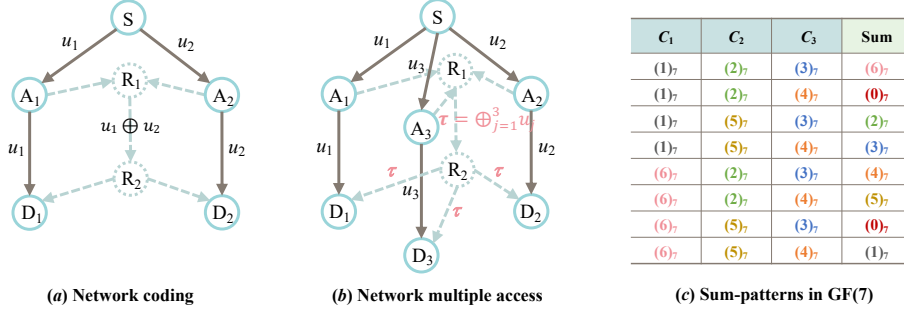 S
u₁
u₂
A₁
R₁
A₂
u₁ ⊕ u₂
u₁
u₂
R₂
D₁
D₂
(a) Network coding
S
u₁
u₂
u₃
A₁
R₁
A₂
A₃
τ = ⊕³ⱼ₌₁ uⱼ
u₁
u₂
R₂
τ
u₃
τ
D₁
τ
D₂
D₃
(b) Network multiple access
C₁ C₂ C₃ Sum
(1)₇ (2)₇ (3)₇ (6)₇
(1)₇ (2)₇ (4)₇ (0)₇
(1)₇ (5)₇ (3)₇ (2)₇
(1)₇ (5)₇ (4)₇ (3)₇
(6)₇ (2)₇ (3)₇ (4)₇
(6)₇ (2)₇ (4)₇ (5)₇
(6)₇ (5)₇ (3)₇ (0)₇
(6)₇ (5)₇ (4)₇ (1)₇
(c) Sum-patterns in GF(7)